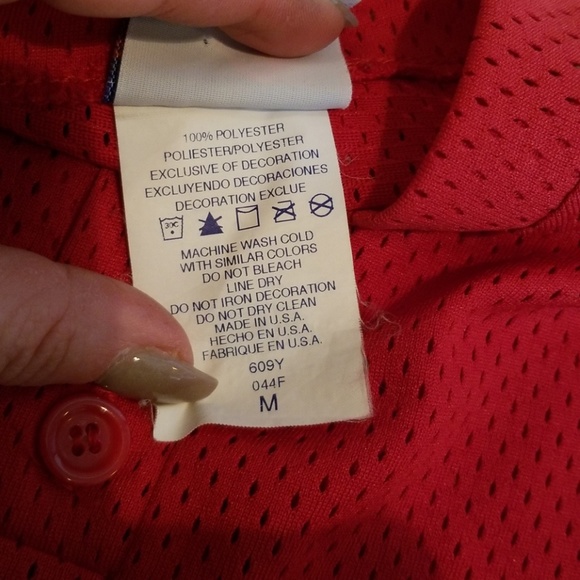 100% POLYESTER
POLIESTER/POLYESTER
EXCLUSIVE OF DECORATION
EXCLUYENDO DECORACIONES
DECORATION EXCLUE
MACHINE WASH COLD
WITH SIMILAR COLORS
DO NOT BLEACH
LINE DRY
DO NOT IRON DECORATION
DO NOT DRY CLEAN
MADE IN U.S.A.
HECHO EN U.S.A.
FABRIQUE EN U.S.A.
609Y
044F
M